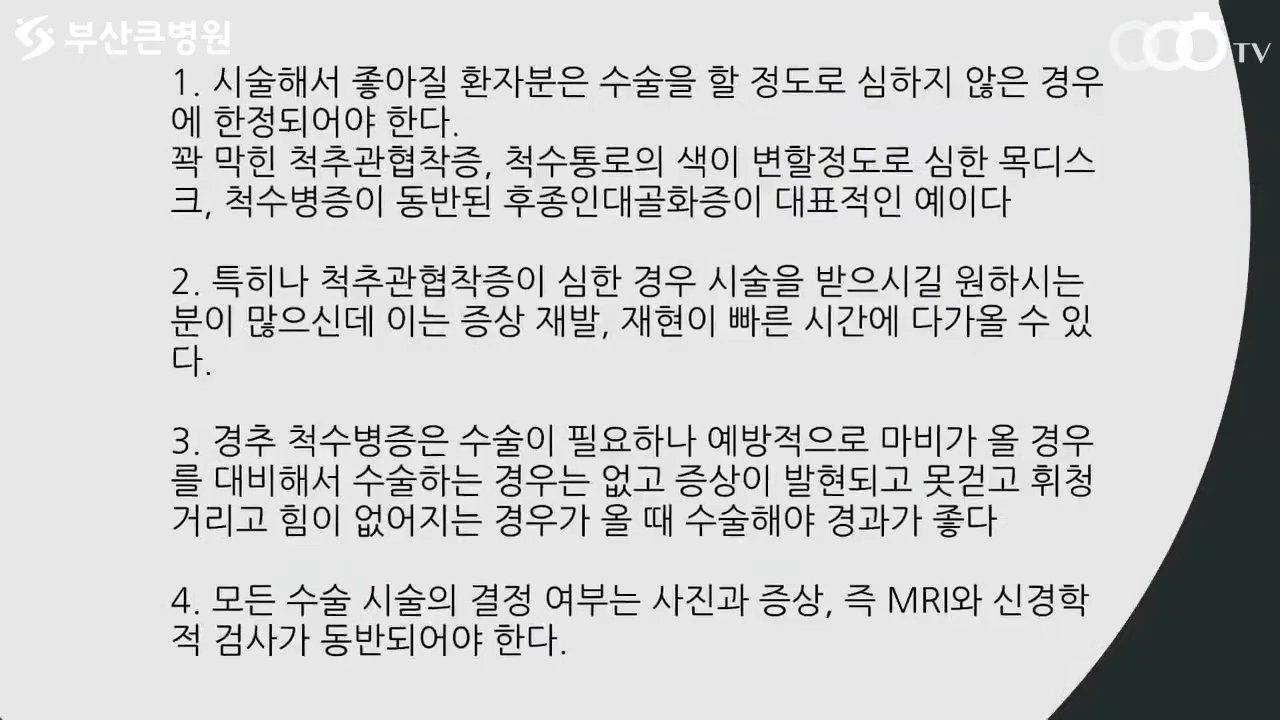 부산큰병원
TV
1. 시술해서 좋아질 환자분은 수술을 할 정도로 심하지 않은 경우
에 한정되어야 한다.
꽉 막힌 척추관협착증, 척수통로의 색이 변할정도로 심한 목디스
크, 척수병증이 동반된 후종인대골화증이 대표적인 예이다
2. 특히나 척추관협착증이 심한 경우 시술을 받으시길 원하시는
분이 많으신데 이는 증상 재발, 재현이 빠른 시간에 다가올 수 있
다.
3. 경추 척수병증은 수술이 필요하나 예방적으로 마비가 올 경우
를 대비해서 수술하는 경우는 없고 증상이 발현되고 못걷고 휘청
거리고 힘이 없어지는 경우가 올 때 수술해야 경과가 좋다
4. 모든 수술 시술의 결정 여부는 사진과 증상, 즉 MRI와 신경학
적 검사가 동반되어야 한다.